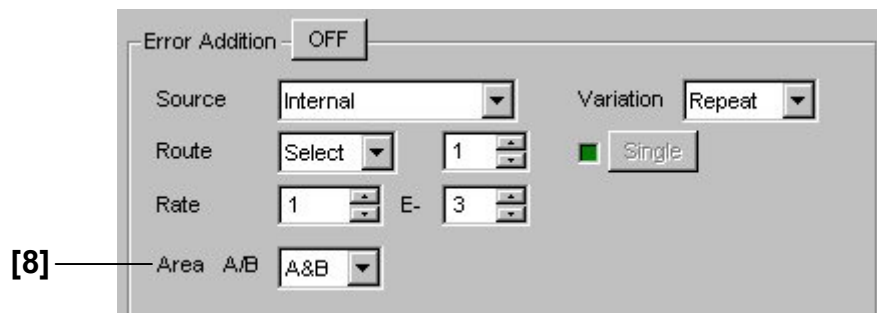 Error Addition OFF
Source Internal Variation Repeat
Route Select 1 Single
Rate 1 E- 3
[8] Area A/B A&B